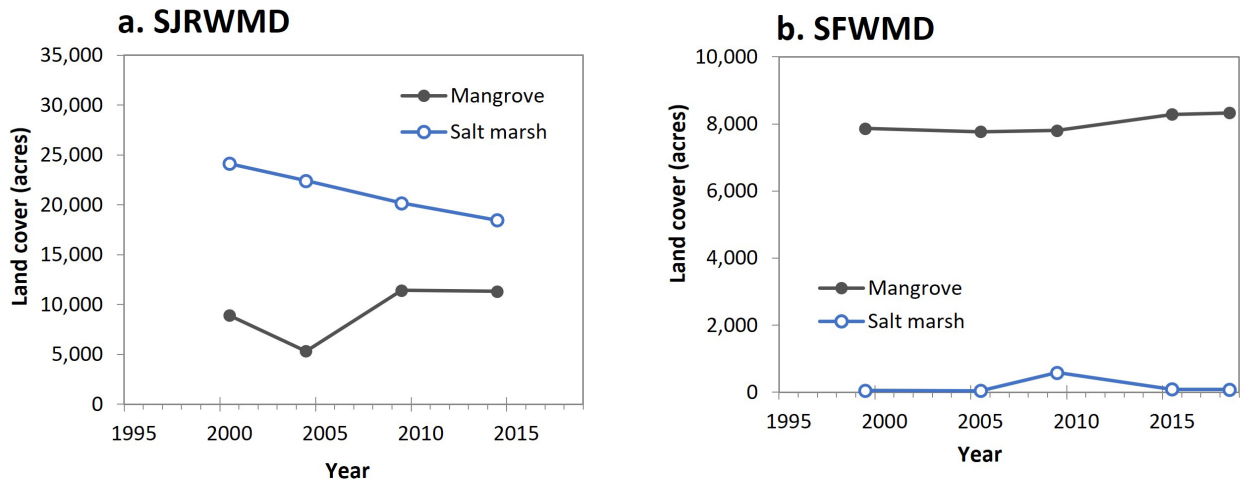 a. SJRWMD
35,000
30,000
25,000
20,000
15,000
10,000
5,000
0
Land cover (acres)
Mangrove
Salt marsh
1995 2000 2005 2010 2015
Year
b. SFWMD
10,000
8,000
6,000
4,000
2,000
0
Land cover (acres)
Mangrove
Salt marsh
1995 2000 2005 2010 2015
Year